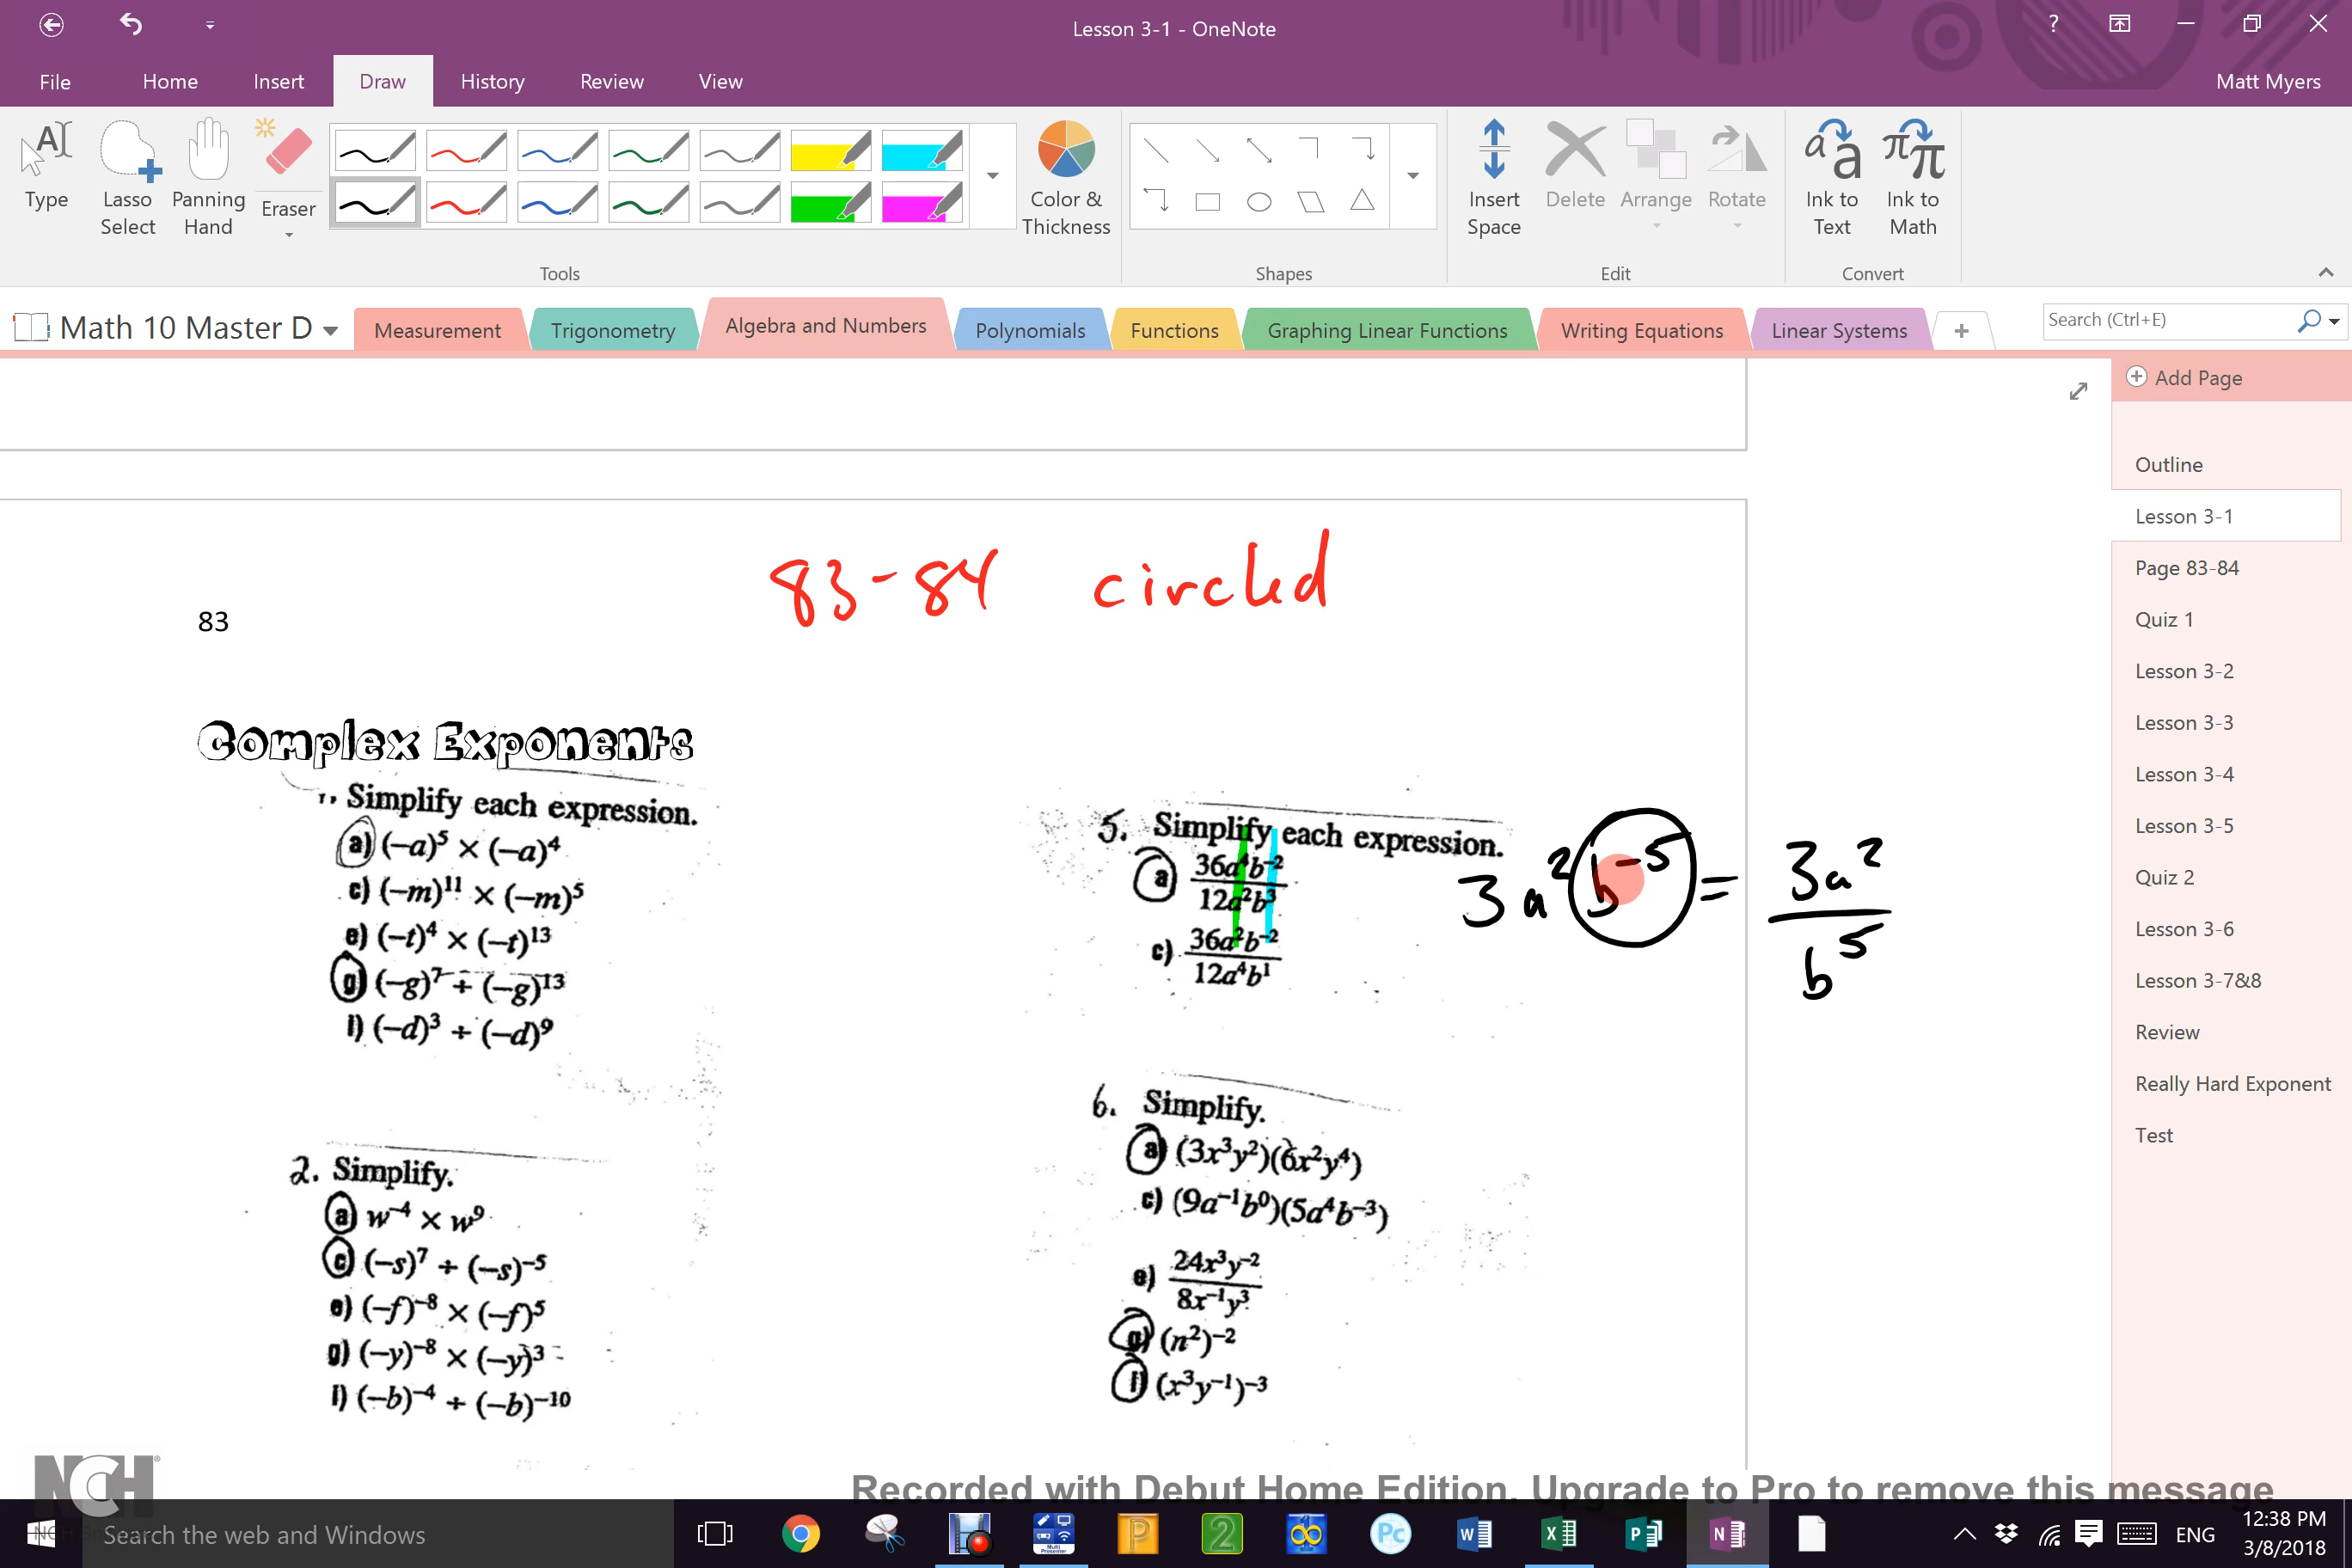 Lesson 3-1 - OneNote
?
File Home Insert Draw History Review View
Matt Myers
Type
Lasso Select
Panning Hand
Eraser
Color & Thickness
Insert Space
Delete
Arrange
Rotate
Ink to Text
Ink to Math
Tools
Shapes
Edit
Convert
Math 10 Master D
Measurement
Trigonometry
Algebra and Numbers
Polynomials
Functions
Graphing Linear Functions
Writing Equations
Linear Systems
Search (Ctrl+E)
Add Page
Outline
Lesson 3-1
Page 83-84
Quiz 1
Lesson 3-2
Lesson 3-3
Lesson 3-4
Lesson 3-5
Quiz 2
Lesson 3-6
Lesson 3-7&8
Review
Really Hard Exponent
Test
83-84 circled
83
Complex Exponents
1. Simplify each expression.
a) (−a)⁵ × (−a)⁴
c) (−m)¹¹ × (−m)⁵
e) (−t)⁴ × (−t)¹³
g) (−g)⁷ ÷ (−g)¹³
i) (−d)³ ÷ (−d)⁹
2. Simplify.
a) w⁻⁴ × w⁹
c) (−s)⁷ ÷ (−s)⁻⁵
e) (−f)⁻⁸ × (−f)⁵
g) (−y)⁻⁸ × (−y)³
i) (−b)⁻⁴ ÷ (−b)⁻¹⁰
5. Simplify each expression.
a) 36a⁴b⁻²
12a²b³
c) 36a²b⁻²
12a⁴b¹
3a²b⁻⁵ = 3a²
b⁵
6. Simplify.
a) (3x³y²)(6x²y⁴)
c) (9a⁻¹b⁰)(5a⁴b⁻³)
e) 24x³y⁻²
8x⁻¹y³
g) (n²)⁻²
i) (x³y⁻¹)⁻³
NCH
Recorded with Debut Home Edition. Upgrade to Pro to remove this message
Search the web and Windows
ENG
12:38 PM
3/8/2018